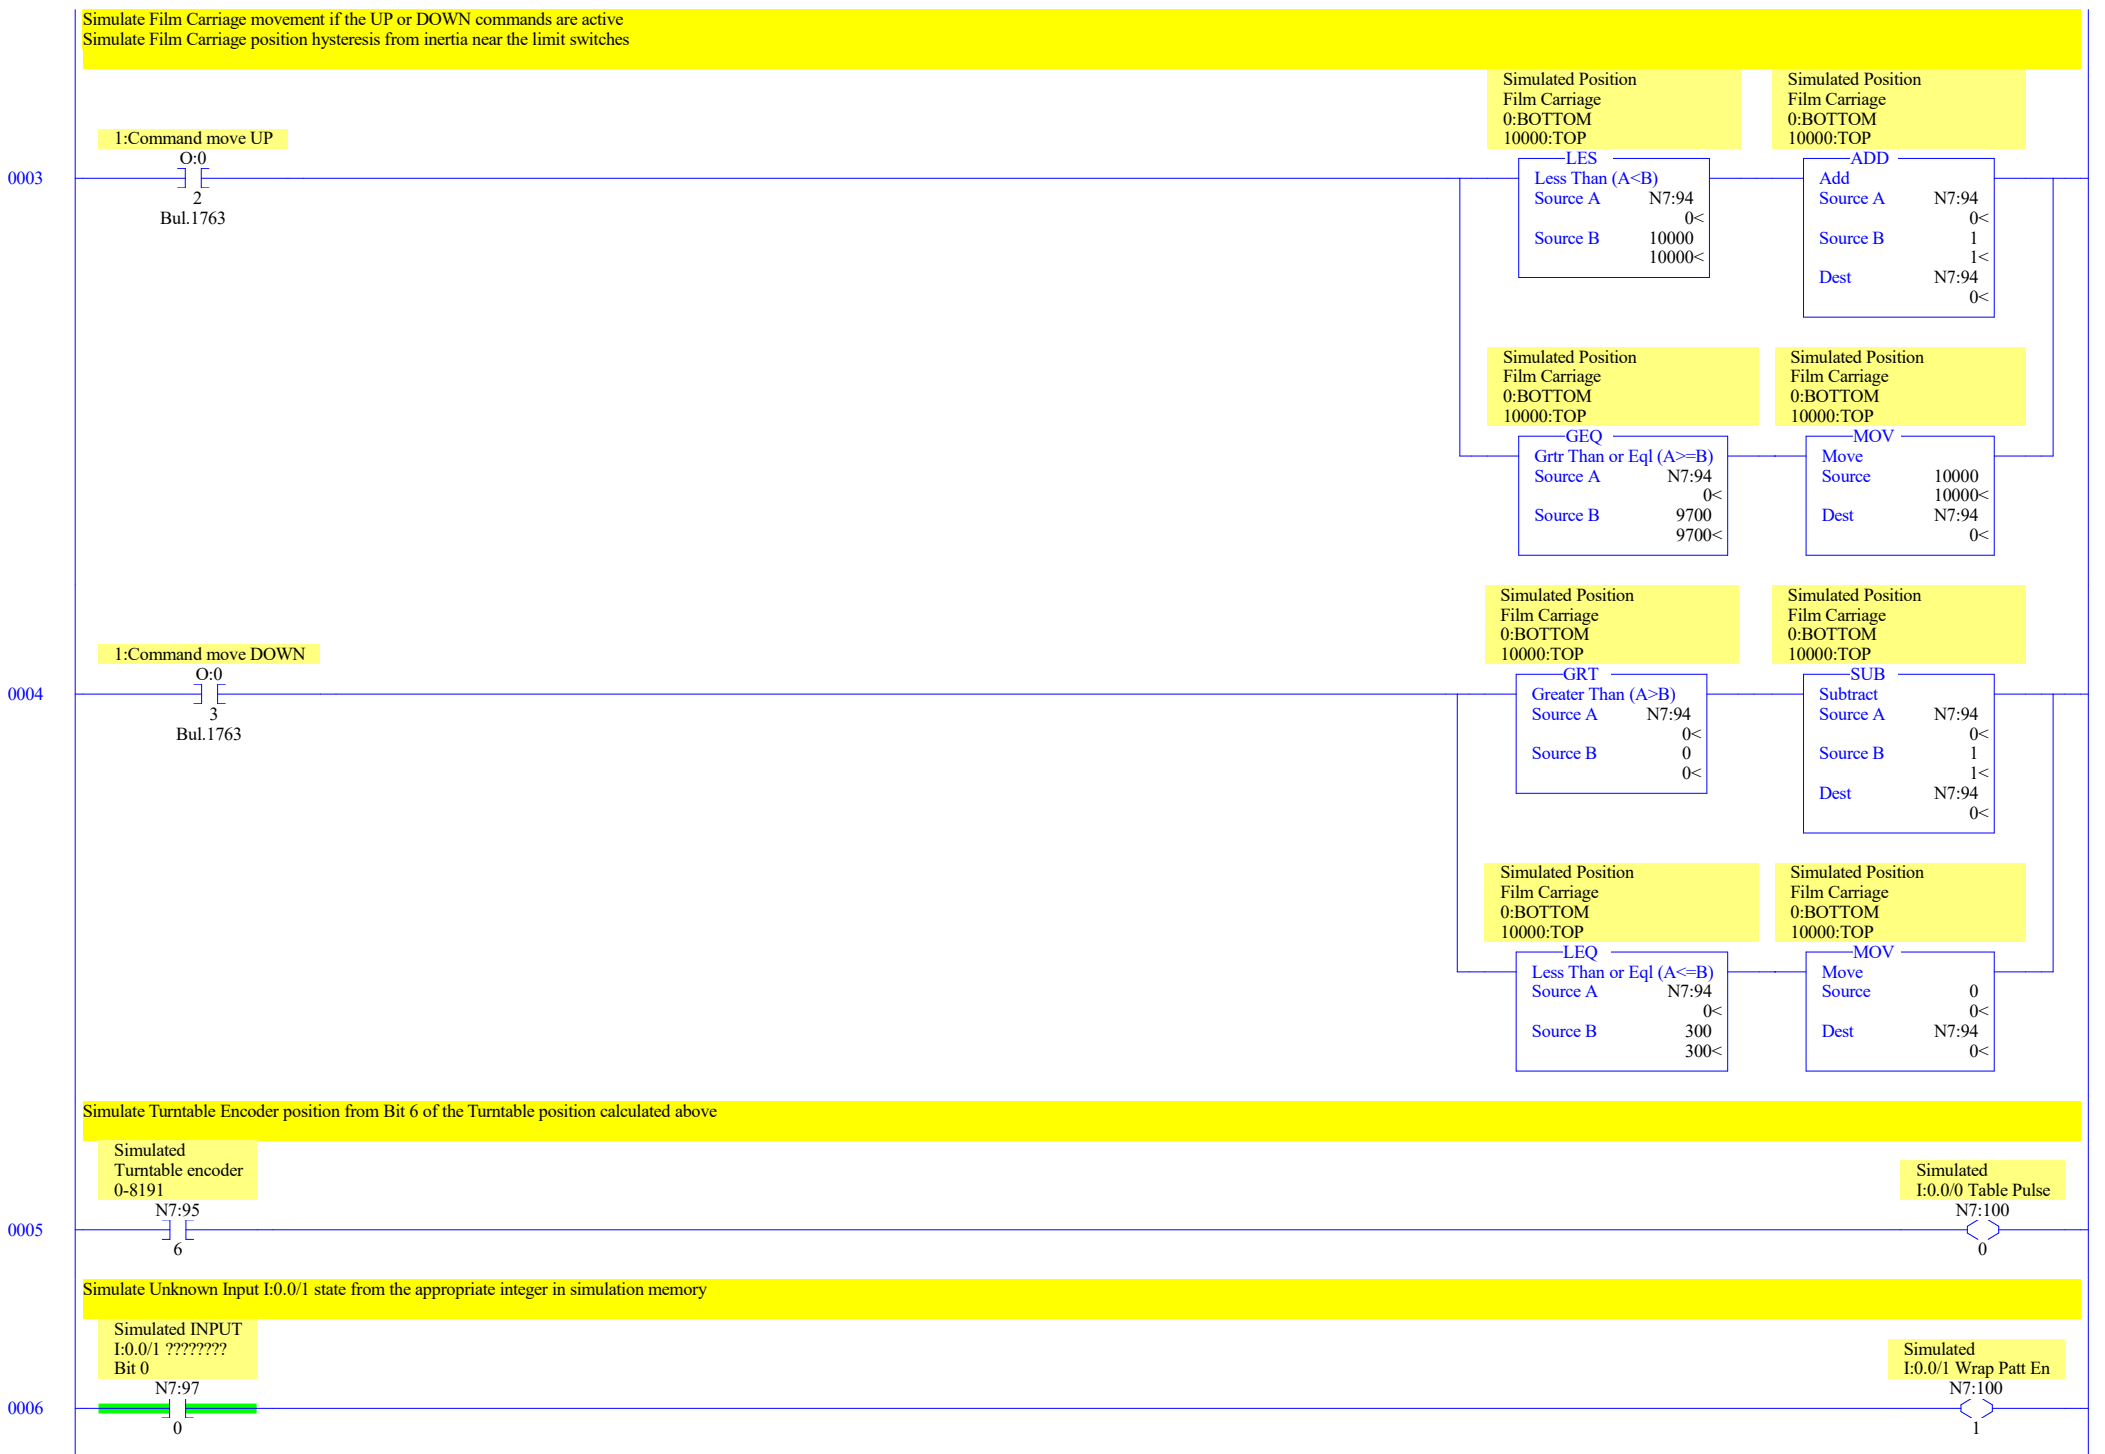 Simulate Film Carriage movement if the UP or DOWN commands are active
Simulate Film Carriage position hysteresis from inertia near the limit switches
0003
1:Command move UP
O:0
2
Bul.1763
Simulated Position
Film Carriage
0:BOTTOM
10000:TOP
LES
Less Than (A<B)
Source A N7:94
0<
Source B 10000
10000<
Simulated Position
Film Carriage
0:BOTTOM
10000:TOP
ADD
Add
Source A N7:94
0<
Source B 1
1<
Dest N7:94
0<
Simulated Position
Film Carriage
0:BOTTOM
10000:TOP
GEQ
Grtr Than or Eql (A>=B)
Source A N7:94
0<
Source B 9700
9700<
Simulated Position
Film Carriage
0:BOTTOM
10000:TOP
MOV
Move
Source 10000
10000<
Dest N7:94
0<
0004
1:Command move DOWN
O:0
3
Bul.1763
Simulated Position
Film Carriage
0:BOTTOM
10000:TOP
GRT
Greater Than (A>B)
Source A N7:94
0<
Source B 0
0<
Simulated Position
Film Carriage
0:BOTTOM
10000:TOP
SUB
Subtract
Source A N7:94
0<
Source B 1
1<
Dest N7:94
0<
Simulated Position
Film Carriage
0:BOTTOM
10000:TOP
LEQ
Less Than or Eql (A<=B)
Source A N7:94
0<
Source B 300
300<
Simulated Position
Film Carriage
0:BOTTOM
10000:TOP
MOV
Move
Source 0
0<
Dest N7:94
0<
Simulate Turntable Encoder position from Bit 6 of the Turntable position calculated above
0005
Simulated
Turntable encoder
0-8191
N7:95
6
Simulated
I:0.0/0 Table Pulse
N7:100
0
Simulate Unknown Input I:0.0/1 state from the appropriate integer in simulation memory
0006
Simulated INPUT
I:0.0/1 ????????
Bit 0
N7:97
0
Simulated
I:0.0/1 Wrap Patt En
N7:100
1